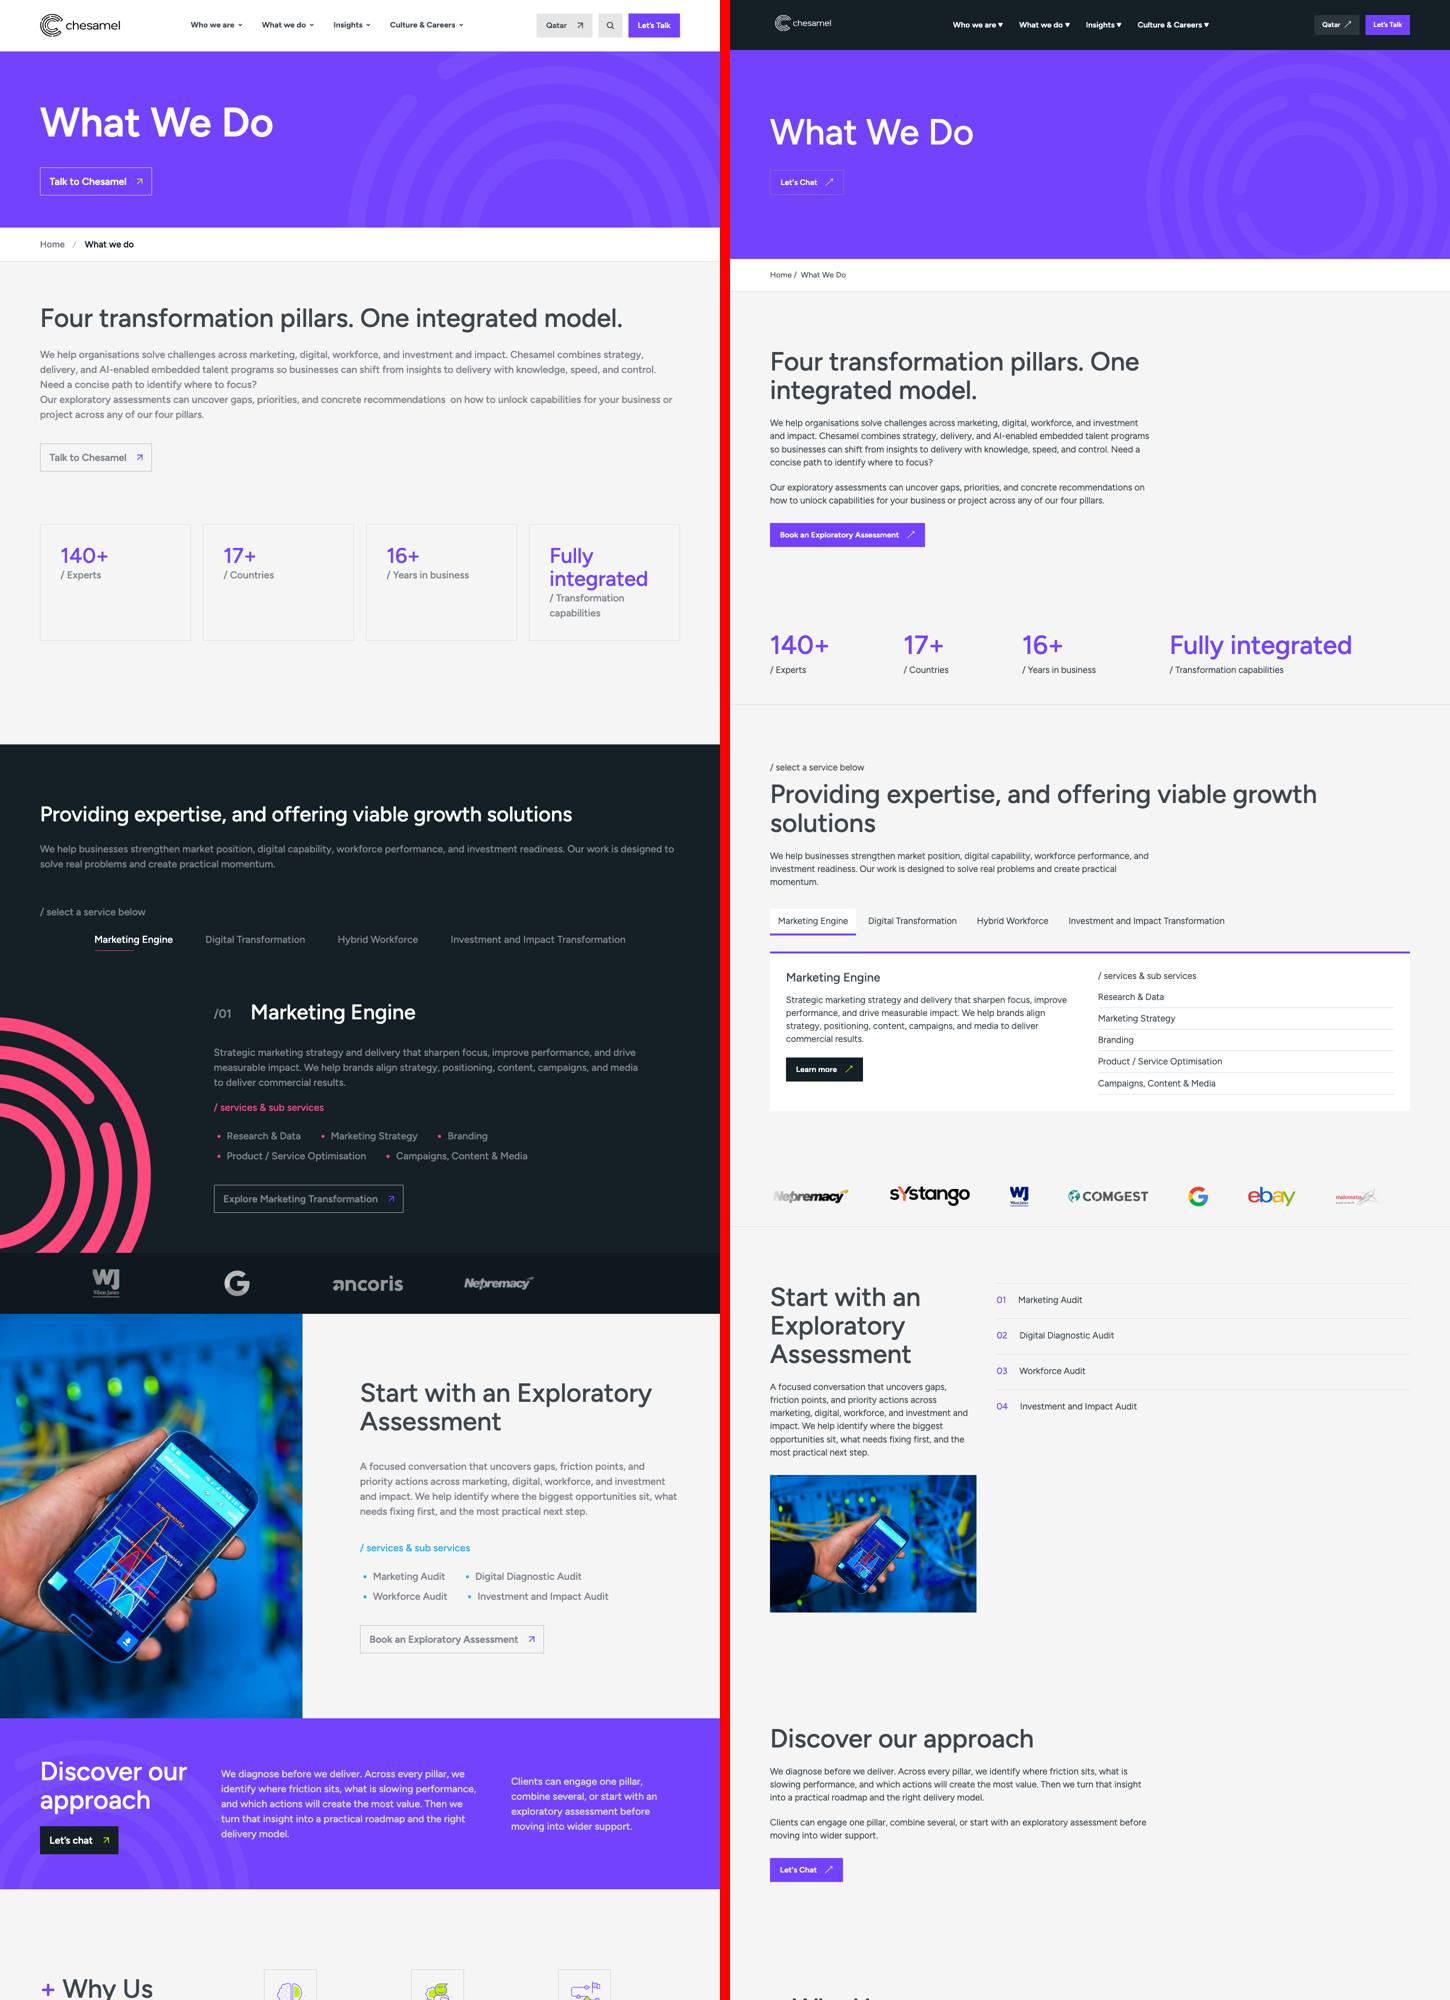 chesamel
Who we are
What we do
Insights
Culture & Careers
Qatar
Let's Talk
What We Do
Talk to Chesamel
Home / What we do
Four transformation pillars. One integrated model.
We help organisations solve challenges across marketing, digital, workforce, and investment and impact. Chesamel combines strategy,
delivery, and AI-enabled embedded talent programs so businesses can shift from insights to delivery with knowledge, speed, and control.
Need a concise path to identify where to focus?
Our exploratory assessments can uncover gaps, priorities, and concrete recommendations  on how to unlock capabilities for your business or
project across any of our four pillars.
Talk to Chesamel
140+
/ Experts
17+
/ Countries
16+
/ Years in business
Fully
integrated
/ Transformation
capabilities
Providing expertise, and offering viable growth solutions
We help businesses strengthen market position, digital capability, workforce performance, and investment readiness. Our work is designed to
solve real problems and create practical momentum.
/ select a service below
Marketing Engine
Digital Transformation
Hybrid Workforce
Investment and Impact Transformation
/01 Marketing Engine
Strategic marketing strategy and delivery that sharpen focus, improve performance, and drive
measurable impact. We help brands align strategy, positioning, content, campaigns, and media
to deliver commercial results.
/ services & sub services
• Research & Data • Marketing Strategy • Branding
• Product / Service Optimisation • Campaigns, Content & Media
Explore Marketing Transformation
WJ
Wilson James
G
ancoris
Nepremacy
Start with an Exploratory
Assessment
A focused conversation that uncovers gaps, friction points, and
priority actions across marketing, digital, workforce, and investment
and impact. We help identify where the biggest opportunities sit, what
needs fixing first, and the most practical next step.
/ services & sub services
• Marketing Audit • Digital Diagnostic Audit
• Workforce Audit • Investment and Impact Audit
Book an Exploratory Assessment
Discover our
approach
Let's chat
We diagnose before we deliver. Across every pillar, we
identify where friction sits, what is slowing performance,
and which actions will create the most value. Then we
turn that insight into a practical roadmap and the right
delivery model.
Clients can engage one pillar,
combine several, or start with an
exploratory assessment before
moving into wider support.
+ Why Us
chesamel
Who we are
What we do
Insights
Culture & Careers
Qatar
Let's Talk
What We Do
Let's Chat
Home / What We Do
Four transformation pillars. One
integrated model.
We help organisations solve challenges across marketing, digital, workforce, and investment
and impact. Chesamel combines strategy, delivery, and AI-enabled embedded talent programs
so businesses can shift from insights to delivery with knowledge, speed, and control. Need a
concise path to identify where to focus?
Our exploratory assessments can uncover gaps, priorities, and concrete recommendations on
how to unlock capabilities for your business or project across any of our four pillars.
Book an Exploratory Assessment
140+
/ Experts
17+
/ Countries
16+
/ Years in business
Fully integrated
/ Transformation capabilities
/ select a service below
Providing expertise, and offering viable growth
solutions
We help businesses strengthen market position, digital capability, workforce performance, and
investment readiness. Our work is designed to solve real problems and create practical
momentum.
Marketing Engine
Digital Transformation
Hybrid Workforce
Investment and Impact Transformation
Marketing Engine
Strategic marketing strategy and delivery that sharpen focus, improve
performance, and drive measurable impact. We help brands align
strategy, positioning, content, campaigns, and media to deliver
commercial results.
Learn more
/ services & sub services
Research & Data
Marketing Strategy
Branding
Product / Service Optimisation
Campaigns, Content & Media
Nepremacy
sYstango
WJ
Wilson James
COMGEST
G
ebay
malomatia
Start with an
Exploratory
Assessment
A focused conversation that uncovers gaps,
friction points, and priority actions across
marketing, digital, workforce, and investment and
impact. We help identify where the biggest
opportunities sit, what needs fixing first, and the
most practical next step.
01 Marketing Audit
02 Digital Diagnostic Audit
03 Workforce Audit
04 Investment and Impact Audit
Discover our approach
We diagnose before we deliver. Across every pillar, we identify where friction sits, what is
slowing performance, and which actions will create the most value. Then we turn that insight
into a practical roadmap and the right delivery model.
Clients can engage one pillar, combine several, or start with an exploratory assessment before
moving into wider support.
Let's Chat